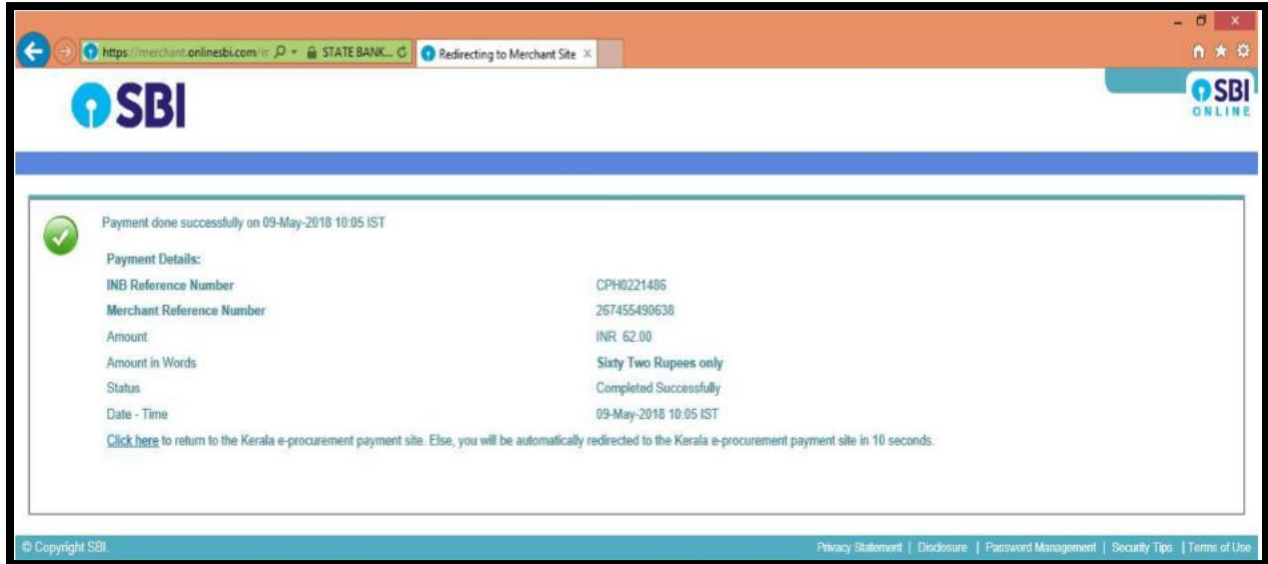 https://merchant.onlinesbi.com/m STATE BANK... Redirecting to Merchant Site
SBI
SBI
ONLINE
Payment done successfully on 09-May-2018 10:05 IST
Payment Details:
INB Reference Number CPH0221486
Merchant Reference Number 267455490638
Amount INR 62.00
Amount in Words Sixty Two Rupees only
Status Completed Successfully
Date - Time 09-May-2018 10:05 IST
Click here to return to the Kerala e-procurement payment site. Else, you will be automatically redirected to the Kerala e-procurement payment site in 10 seconds.
© Copyright SBI. Privacy Statement | Disclosure | Password Management | Security Tips | Terms of Use